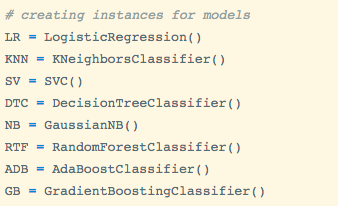 # creating instances for models
LR = LogisticRegression()
KNN = KNeighborsClassifier()
SV = SVC()
DTC = DecisionTreeClassifier()
NB = GaussianNB()
RTF = RandomForestClassifier()
ADB = AdaBoostClassifier()
GB = GradientBoostingClassifier()